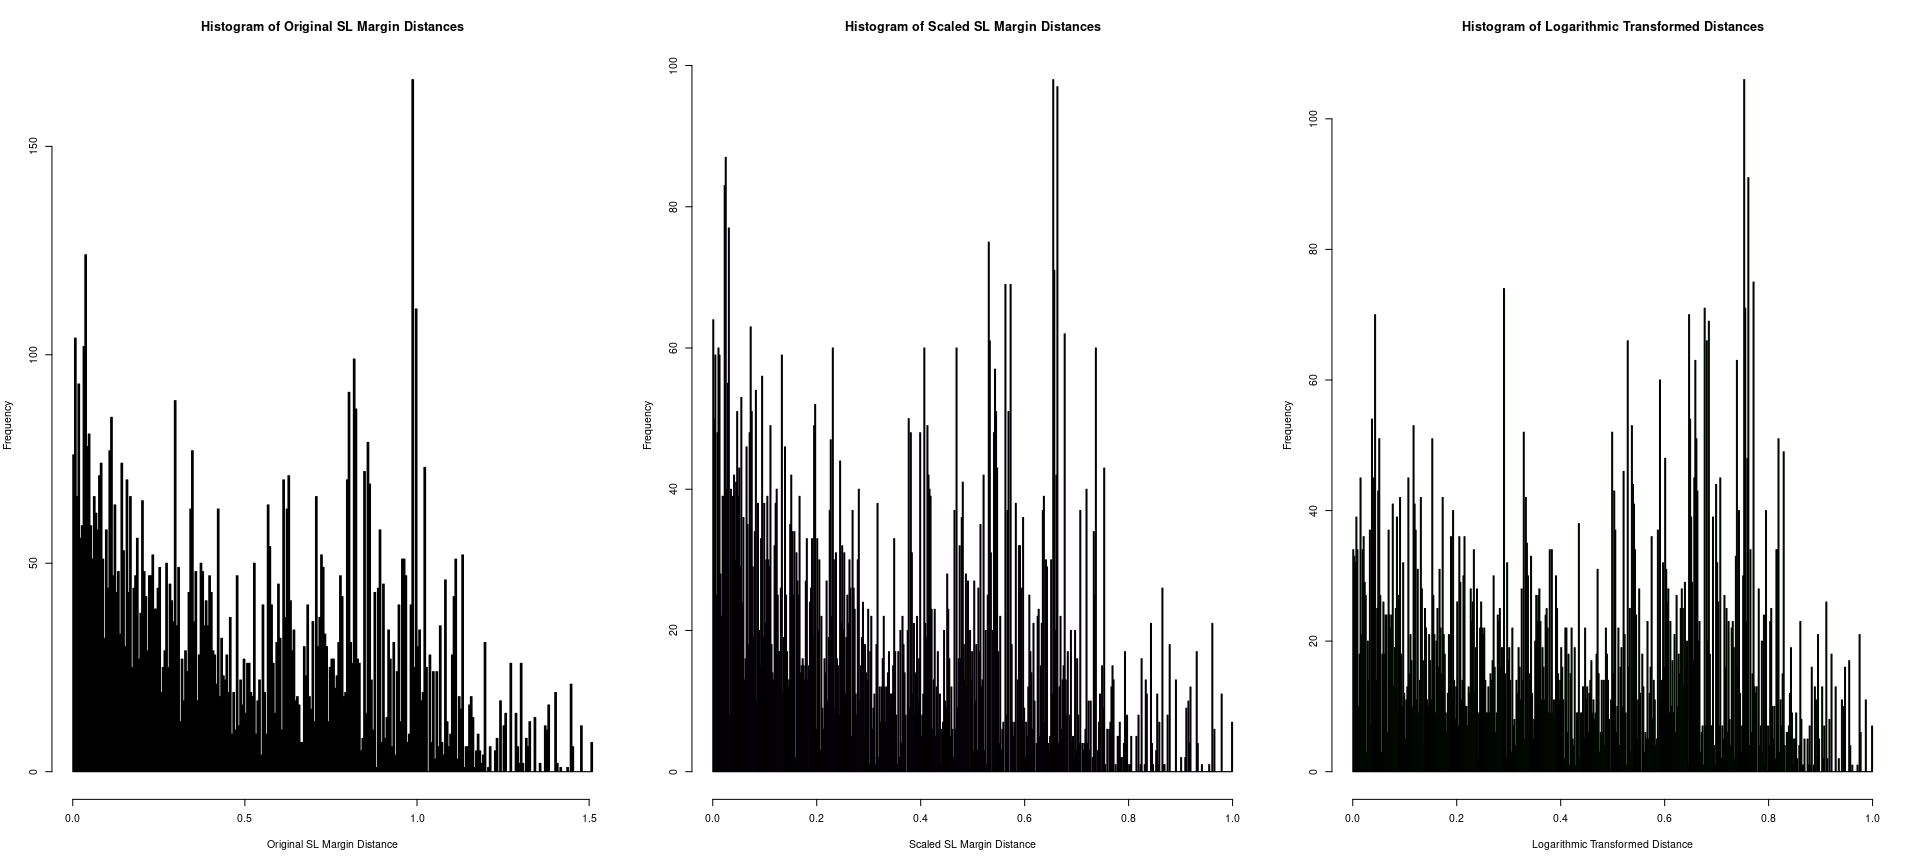 Histogram of Original SL Margin Distances
Frequency
0
50
100
150
0.0 0.5 1.0 1.5
Original SL Margin Distance
Histogram of Scaled SL Margin Distances
Frequency
0
20
40
60
80
100
0.0 0.2 0.4 0.6 0.8 1.0
Scaled SL Margin Distance
Histogram of Logarithmic Transformed Distances
Frequency
0
20
40
60
80
100
0.0 0.2 0.4 0.6 0.8 1.0
Logarithmic Transformed Distance